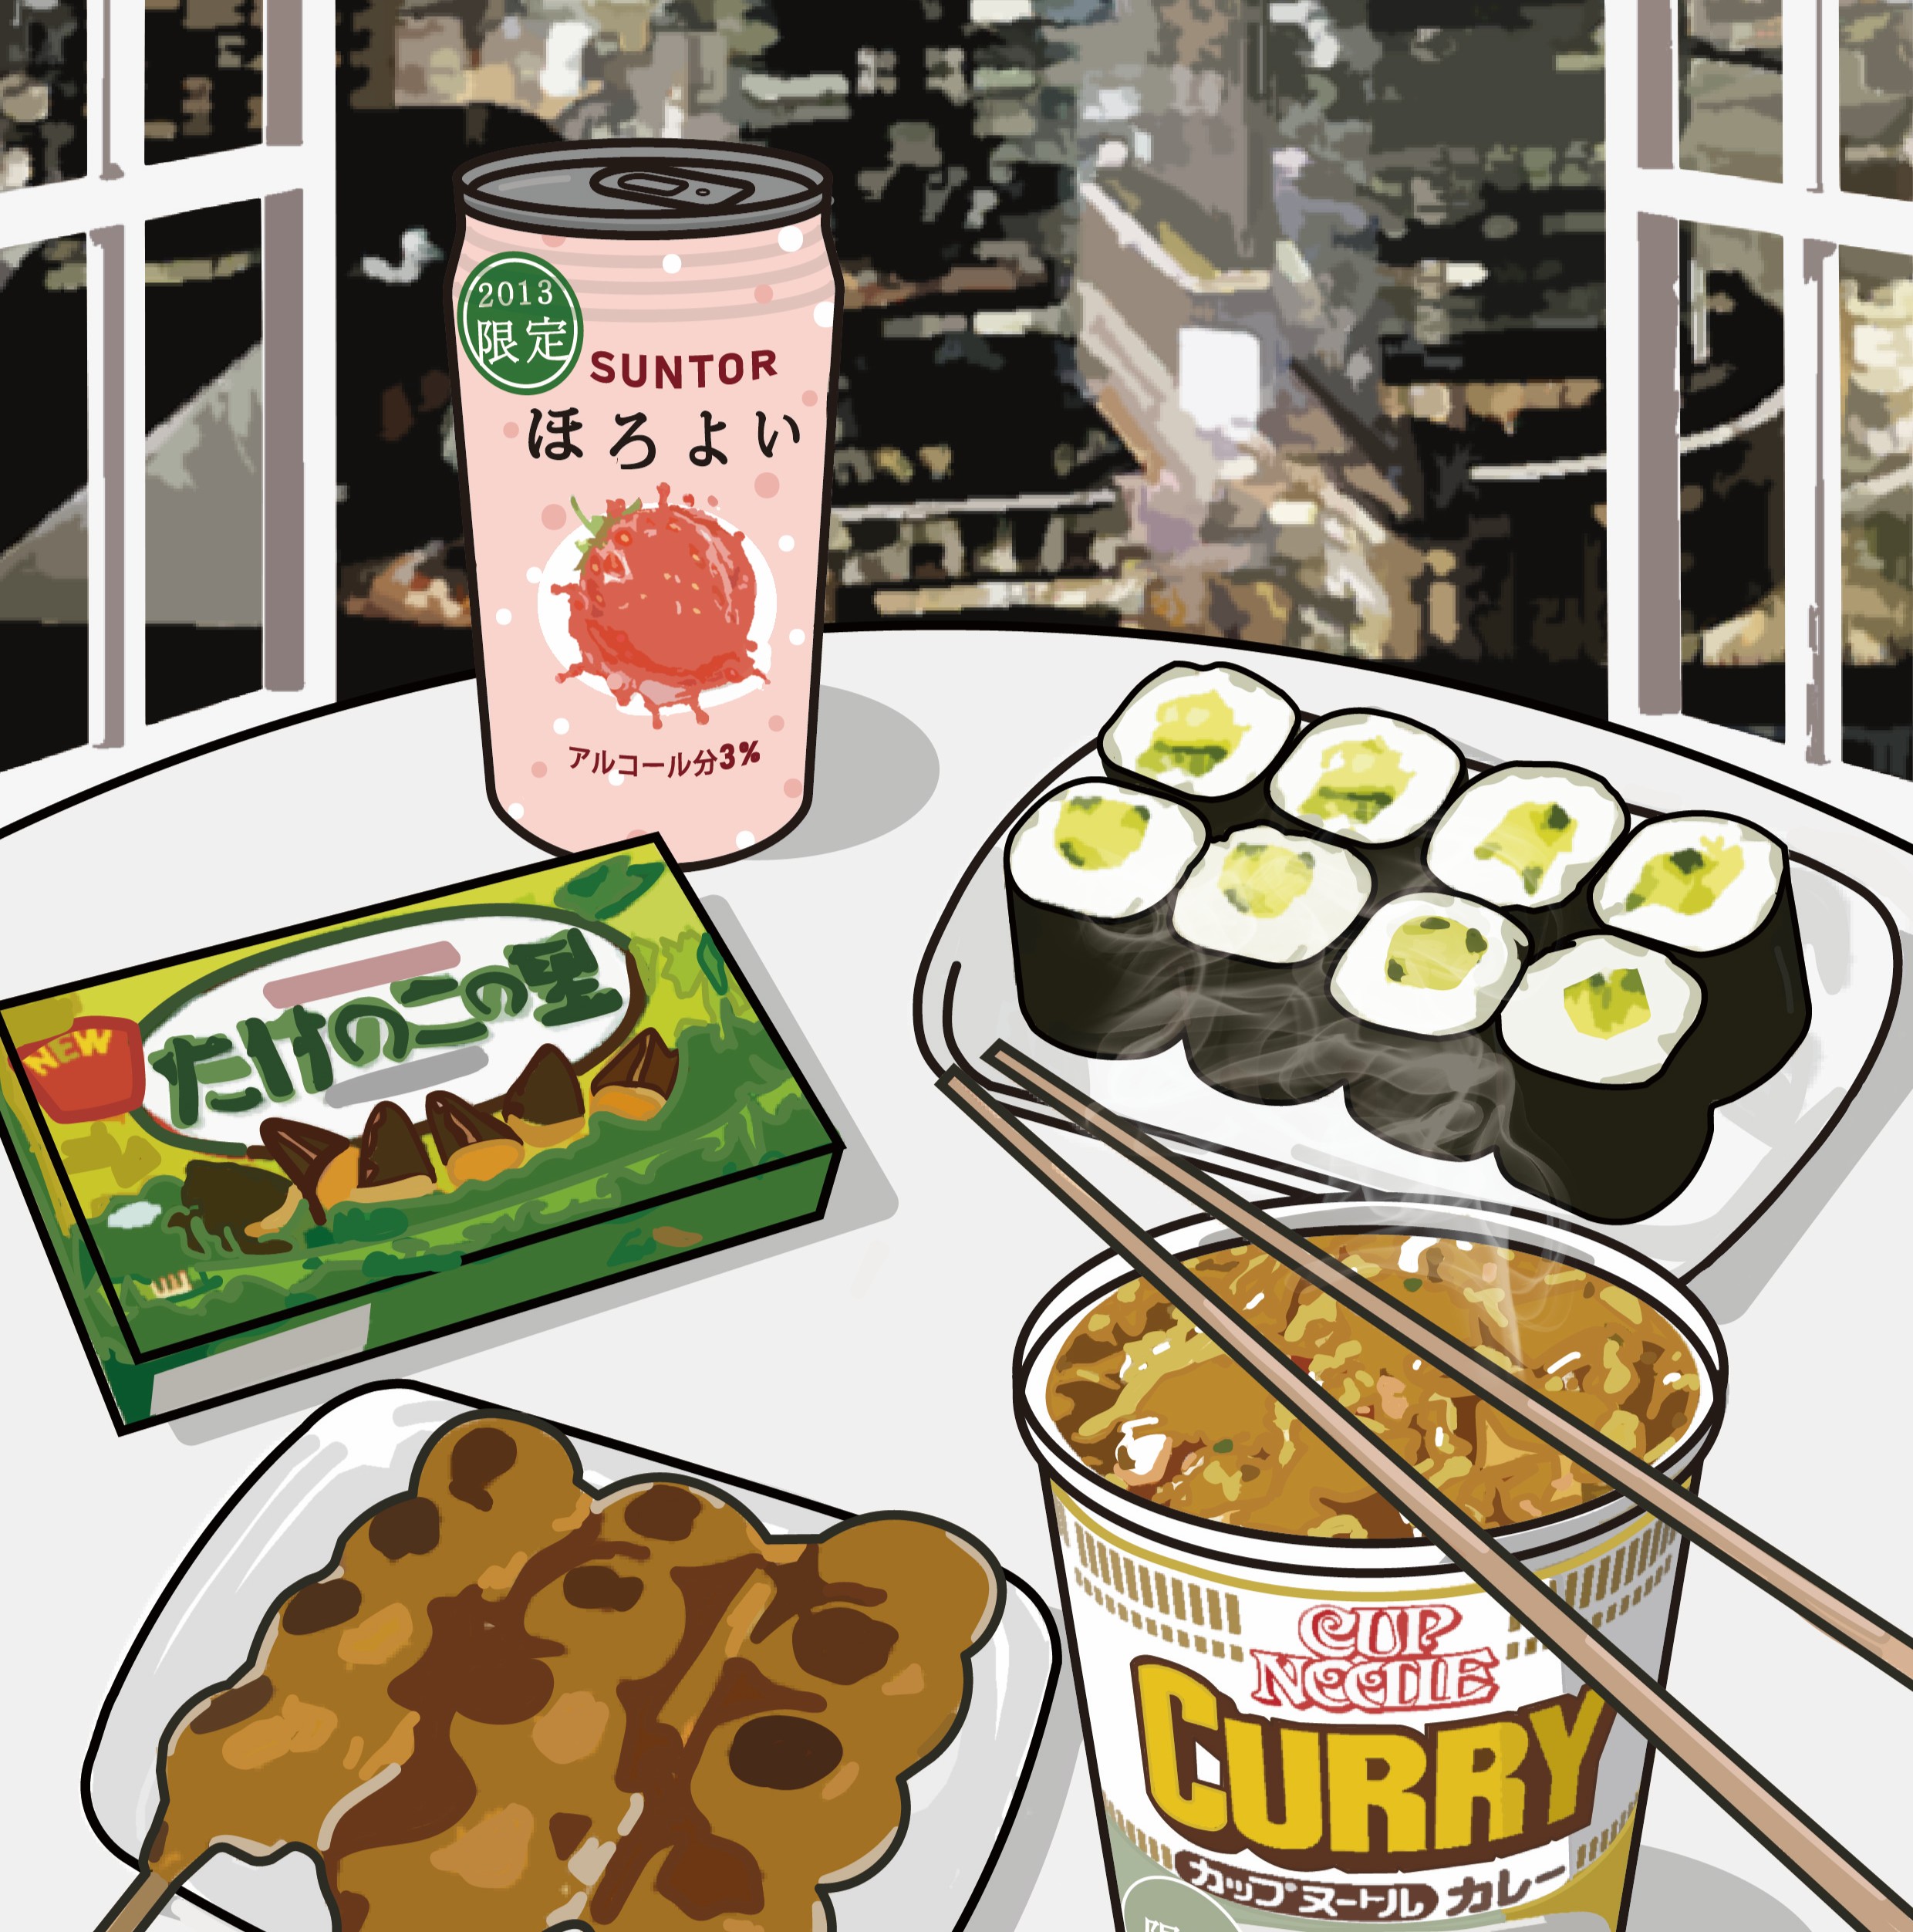 2013
限定
SUNTOR
ほろよい
アルコール分3%
NEW
たけのこの里
CUP
NOODLE
CURRY
カップヌードル カレー
限